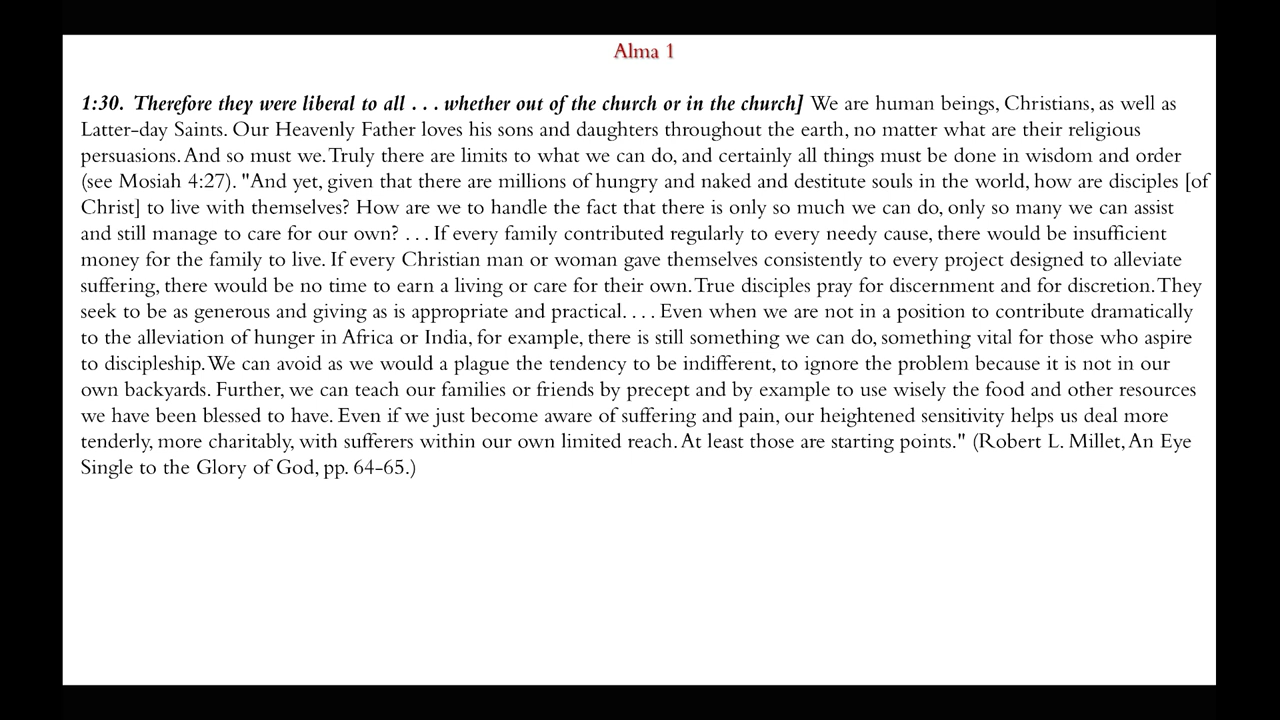 Alma 1
1:30. Therefore they were liberal to all . . . whether out of the church or in the church] We are human beings, Christians, as well as
Latter-day Saints. Our Heavenly Father loves his sons and daughters throughout the earth, no matter what are their religious
persuasions. And so must we. Truly there are limits to what we can do, and certainly all things must be done in wisdom and order
(see Mosiah 4:27). "And yet, given that there are millions of hungry and naked and destitute souls in the world, how are disciples [of
Christ] to live with themselves? How are we to handle the fact that there is only so much we can do, only so many we can assist
and still manage to care for our own? . . . If every family contributed regularly to every needy cause, there would be insufficient
money for the family to live. If every Christian man or woman gave themselves consistently to every project designed to alleviate
suffering, there would be no time to earn a living or care for their own. True disciples pray for discernment and for discretion. They
seek to be as generous and giving as is appropriate and practical. . . . Even when we are not in a position to contribute dramatically
to the alleviation of hunger in Africa or India, for example, there is still something we can do, something vital for those who aspire
to discipleship. We can avoid as we would a plague the tendency to be indifferent, to ignore the problem because it is not in our
own backyards. Further, we can teach our families or friends by precept and by example to use wisely the food and other resources
we have been blessed to have. Even if we just become aware of suffering and pain, our heightened sensitivity helps us deal more
tenderly, more charitably, with sufferers within our own limited reach. At least those are starting points." (Robert L. Millet, An Eye
Single to the Glory of God, pp. 64-65.)